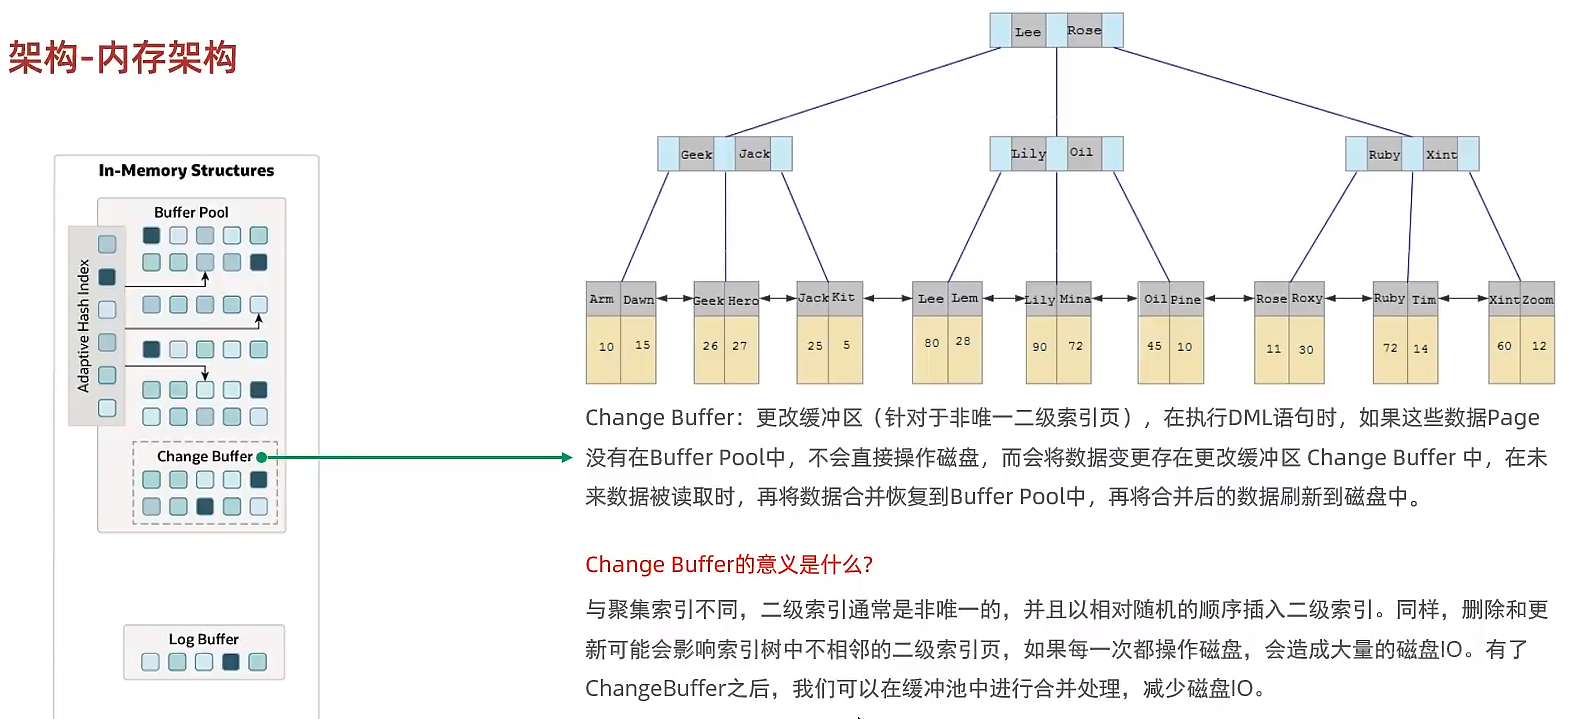 架构-内存架构
In-Memory Structures
Buffer Pool
Adaptive Hash Index
Change Buffer
Log Buffer
Lee Rose
Geek Jack
Lily Oil
Ruby Xint
Arm Dawn Geek Hero Jack Kit Lee Lem Lily Mina Oil Pine Rose Roxy Ruby Tim Xint Zoom
10 15 26 27 25 5 80 28 90 72 45 10 11 30 72 14 60 12
Change Buffer：更改缓冲区（针对于非唯一二级索引页），在执行DML语句时，如果这些数据Page
没有在Buffer Pool中，不会直接操作磁盘，而会将数据变更存在更改缓冲区 Change Buffer 中，在未
来数据被读取时，再将数据合并恢复到Buffer Pool中，再将合并后的数据刷新到磁盘中。
Change Buffer的意义是什么?
与聚集索引不同，二级索引通常是非唯一的，并且以相对随机的顺序插入二级索引。同样，删除和更
新可能会影响索引树中不相邻的二级索引页，如果每一次都操作磁盘，会造成大量的磁盘IO。有了
ChangeBuffer之后，我们可以在缓冲池中进行合并处理，减少磁盘IO。